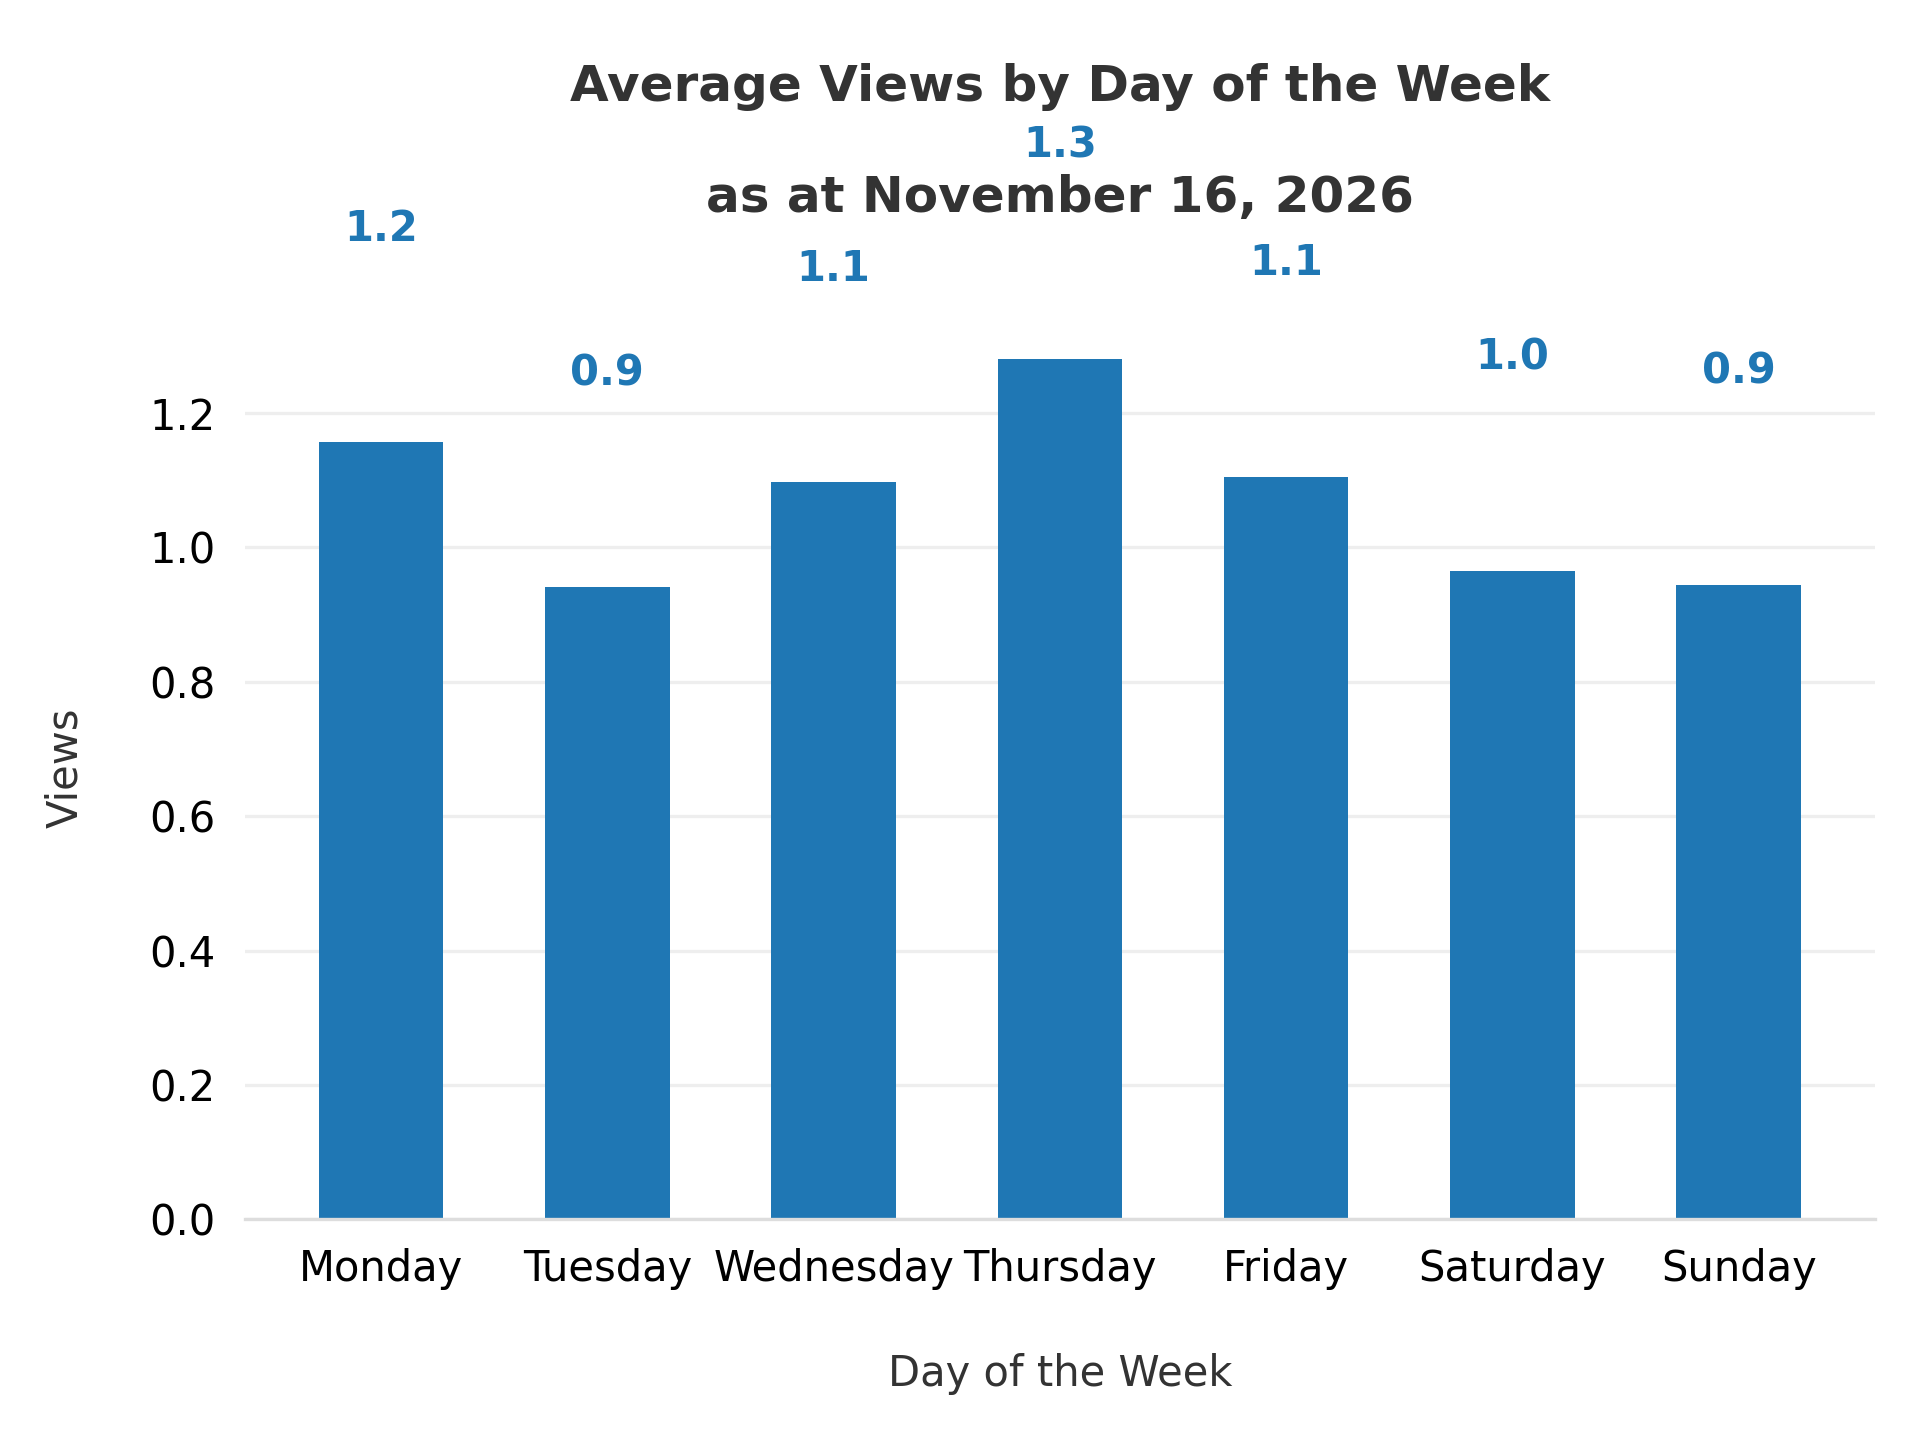 Average Views by Day of the Week
1.3
as at November 16, 2026
1.2
1.1
1.1
0.9
1.0
0.9
1.2
1.0
0.8
0.6
0.4
0.2
0.0
Views
Monday Tuesday Wednesday Thursday Friday Saturday Sunday
Day of the Week